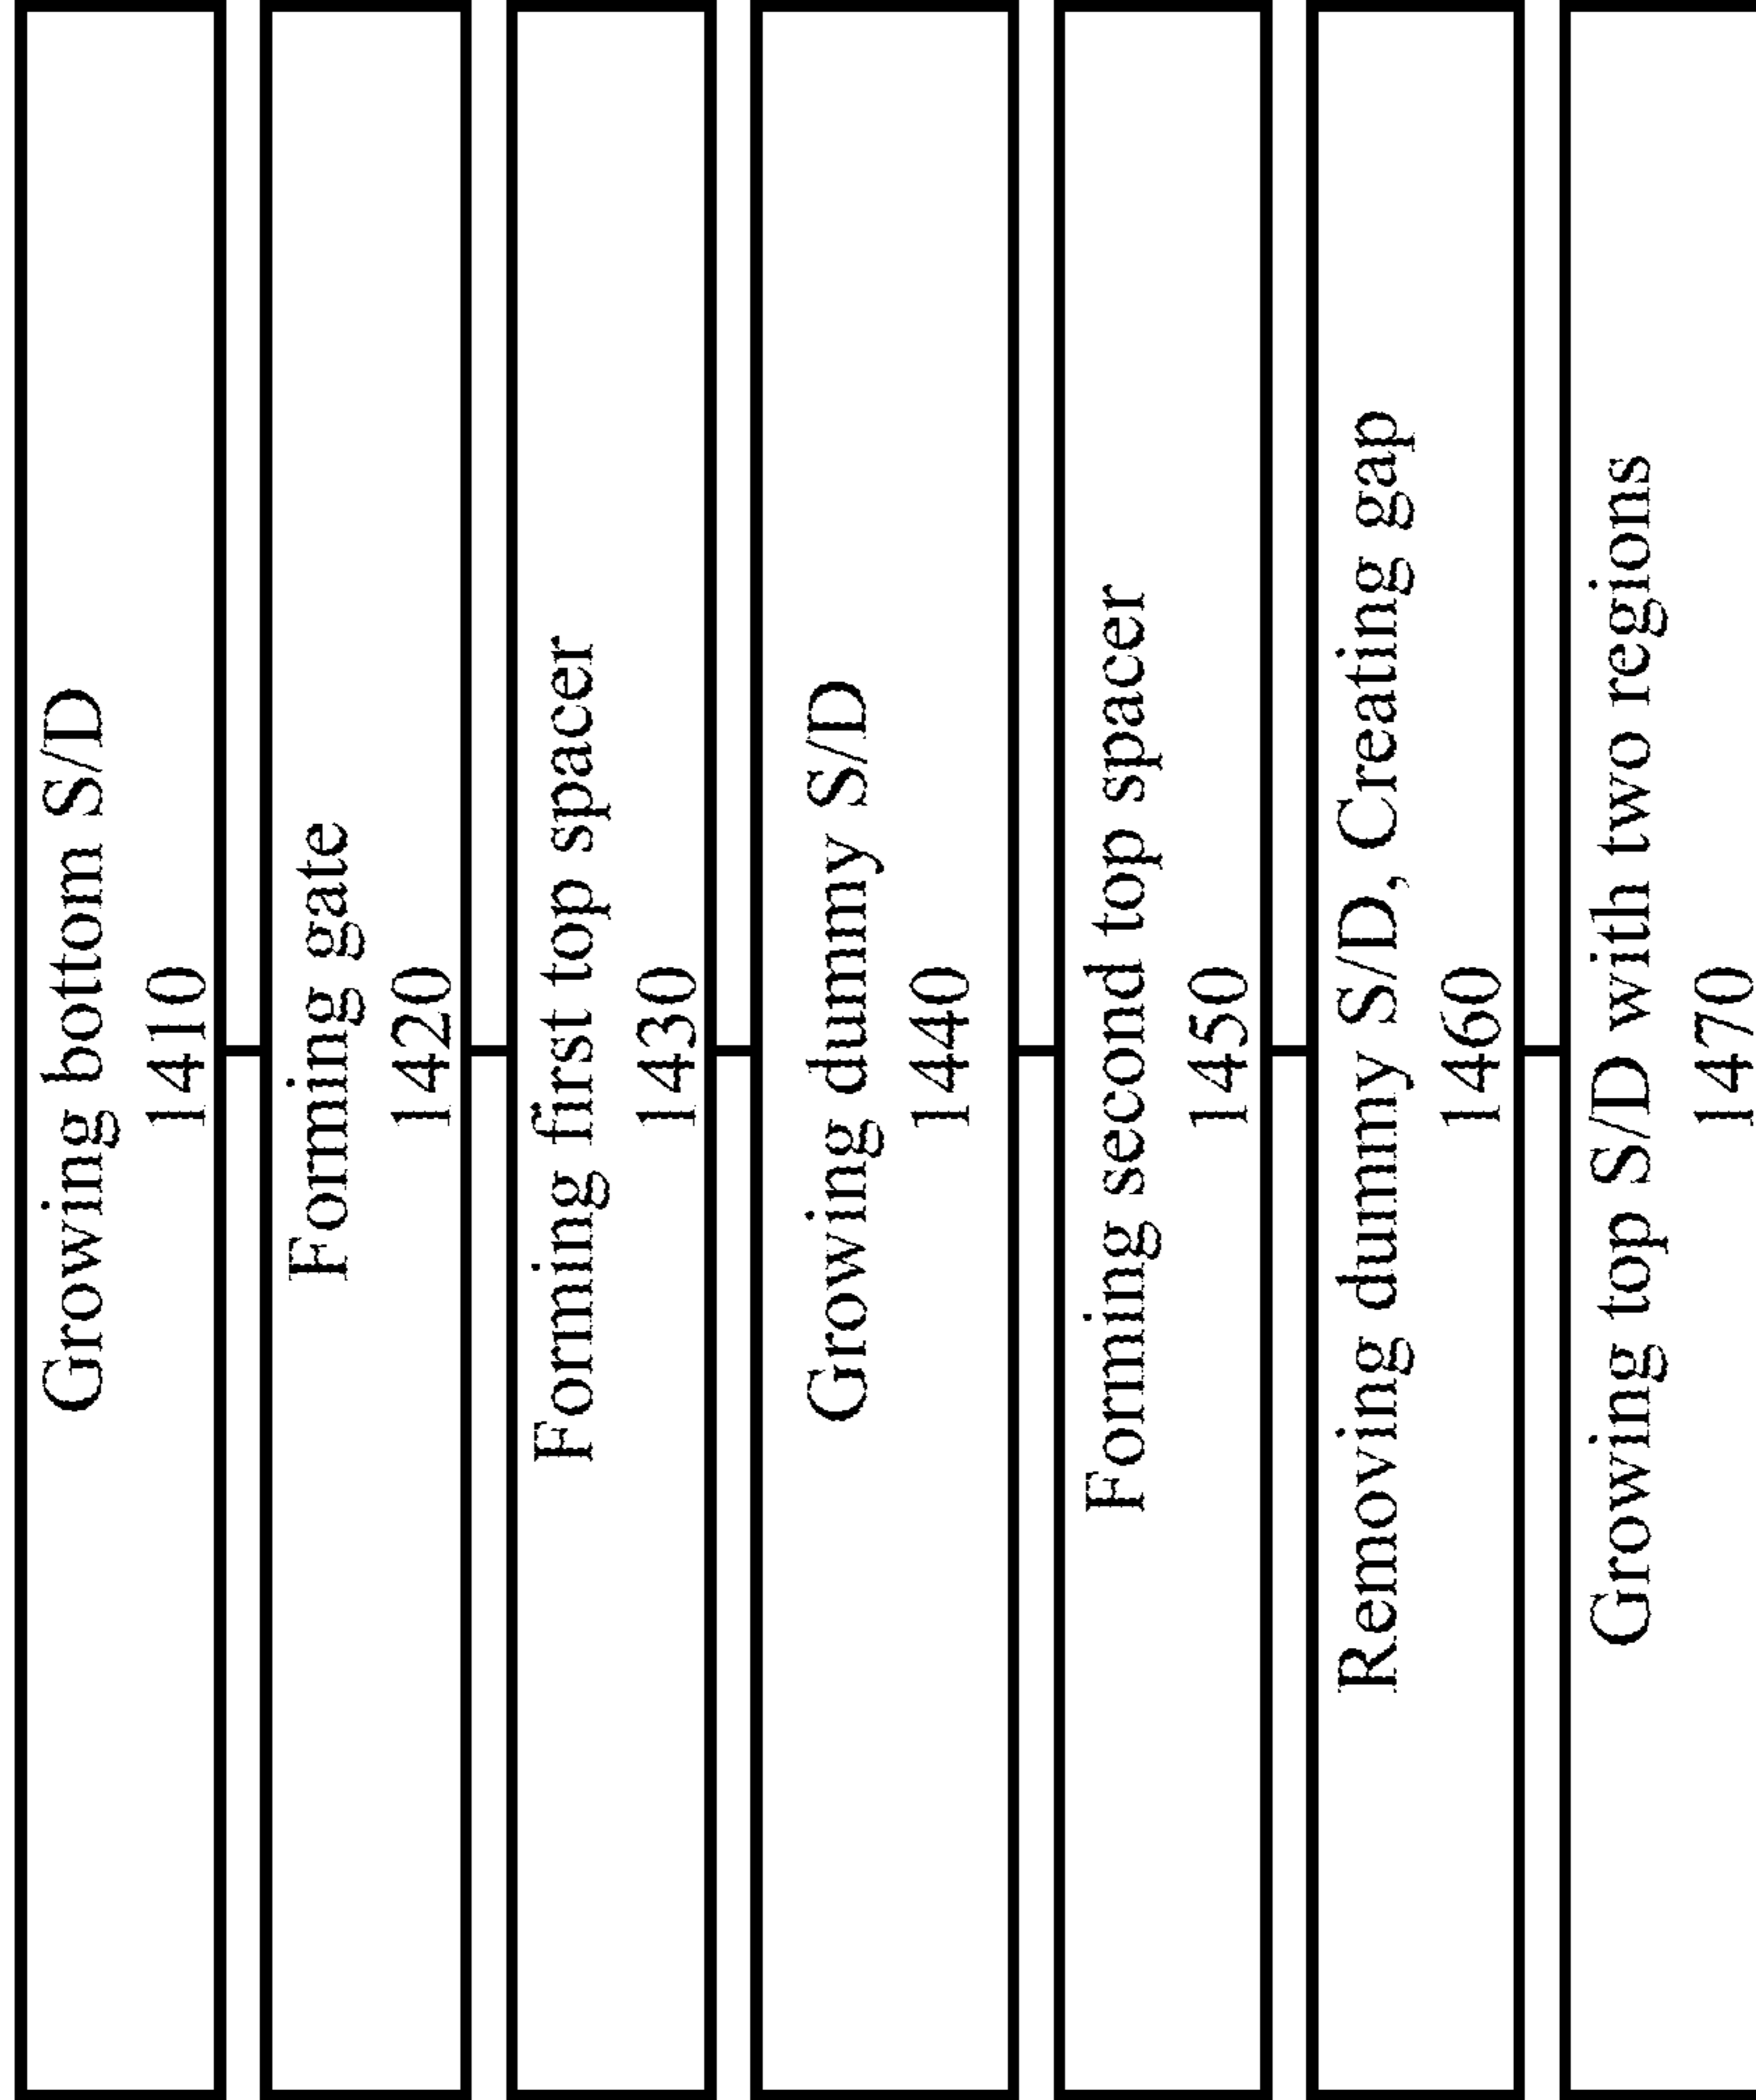 Growing bottom S/D
1410
Forming gate
1420
Forming first top spacer
1430
Growing dummy S/D
1440
Forming second top spacer
1450
Removing dummy S/D, Creating gap
1460
Growing top S/D with two regions
1470